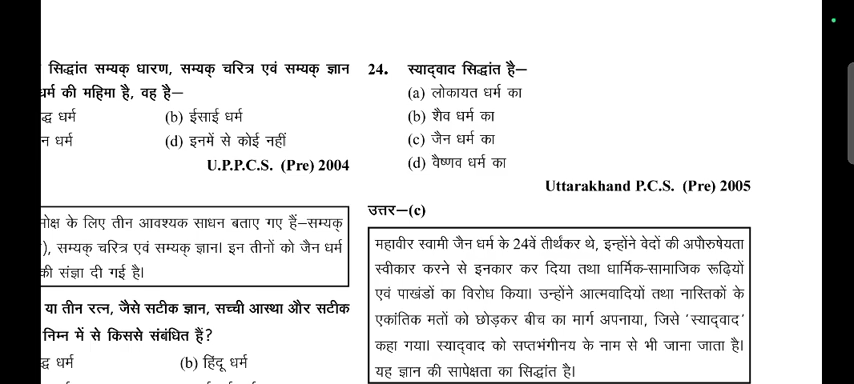 सिद्धांत सम्यक् धारण, सम्यक् चरित्र एवं सम्यक् ज्ञान
धर्म की महिमा है, वह है—
धर्म
(b) ईसाई धर्म
धर्म
(d) इनमें से कोई नहीं
U.P.P.C.S. (Pre) 2004
के लिए तीन आवश्यक साधन बताए गए हैं—सम्यक्
), सम्यक् चरित्र एवं सम्यक् ज्ञान। इन तीनों को जैन धर्म
की संज्ञा दी गई है।
या तीन रत्न, जैसे सटीक ज्ञान, सच्ची आस्था और सटीक
निम्न में से किससे संबंधित हैं?
धर्म
(b) हिंदू धर्म
24. स्याद्वाद सिद्धांत है—
(a) लोकायत धर्म का
(b) शैव धर्म का
(c) जैन धर्म का
(d) वैष्णव धर्म का
Uttarakhand P.C.S. (Pre) 2005
उत्तर—(c)
महावीर स्वामी जैन धर्म के 24वें तीर्थंकर थे, इन्होंने वेदों की अपौरुषेयता
स्वीकार करने से इनकार कर दिया तथा धार्मिक-सामाजिक रूढ़ियों
एवं पाखंडों का विरोध किया। उन्होंने आत्मवादियों तथा नास्तिकों के
एकांतिक मतों को छोड़कर बीच का मार्ग अपनाया, जिसे 'स्याद्वाद'
कहा गया। स्याद्वाद को सप्तभंगीनय के नाम से भी जाना जाता है।
यह ज्ञान की सापेक्षता का सिद्धांत है।